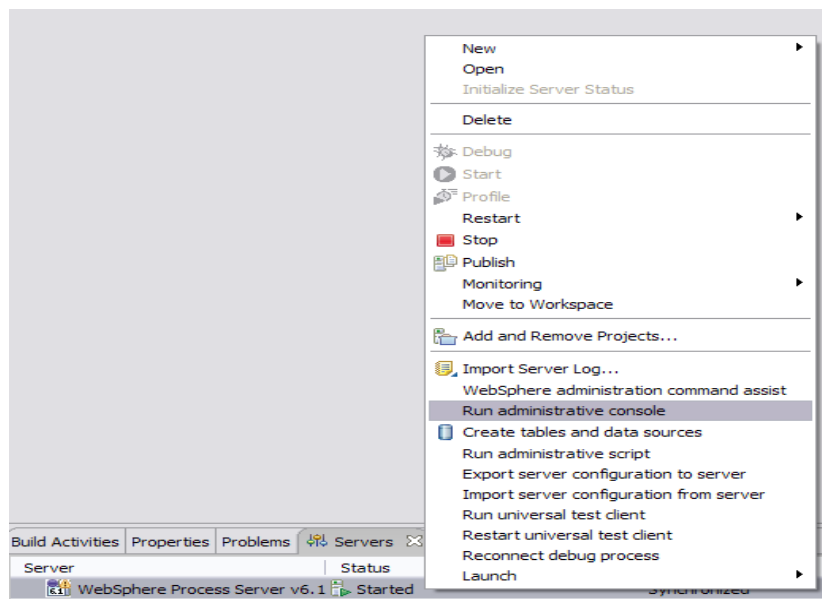 New
Open
Initialize Server Status
Delete
Debug
Start
Profile
Restart
Stop
Publish
Monitoring
Move to Workspace
Add and Remove Projects...
Import Server Log...
WebSphere administration command assist
Run administrative console
Create tables and data sources
Run administrative script
Export server configuration to server
Import server configuration from server
Run universal test client
Restart universal test client
Reconnect debug process
Launch
Build Activities Properties Problems Servers
Server Status
6.1 WebSphere Process Server v6.1 Started Synchronized